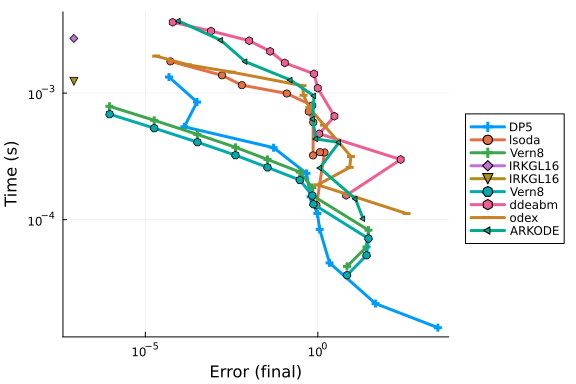 Time (s)
10⁻³
10⁻⁴
10⁻⁵
10⁰
Error (final)
DP5
lsoda
Vern8
IRKGL16
IRKGL16
Vern8
ddeabm
odex
ARKODE